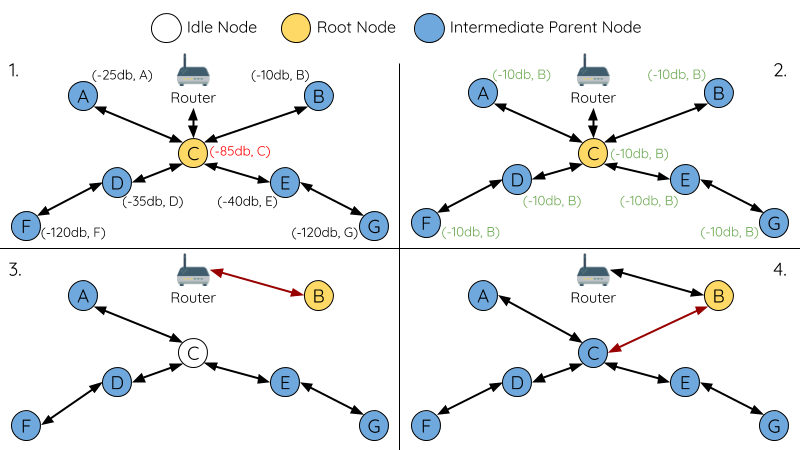 Idle Node Root Node Intermediate Parent Node
1.
(-25db, A) (-10db, B)
A Router B
C (-85db, C)
D E
(-35db, D) (-40db, E)
F (-120db, F) (-120db, G) G
2.
(-10db, B) (-10db, B)
A Router B
C (-10db, B)
D E
(-10db, B) (-10db, B)
F (-10db, B) (-10db, B) G
3.
A Router B
C
D E
F G
4.
A Router B
C
D E
F G